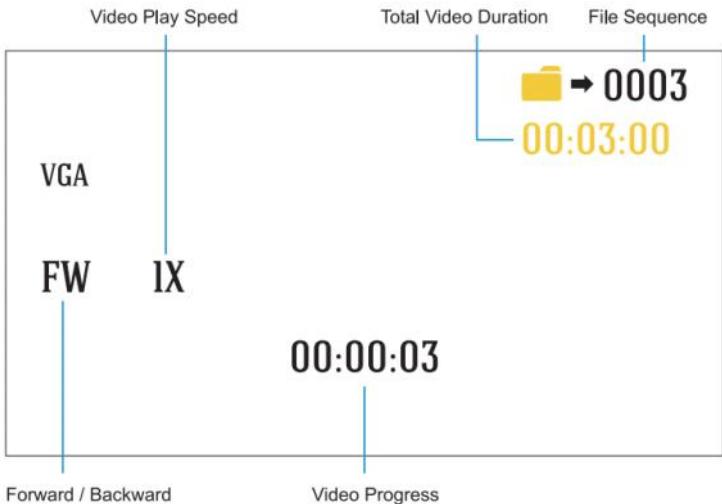 Video Play Speed Total Video Duration File Sequence
0003
00:03:00
VGA
FW 1X
00:00:03
Forward / Backward Video Progress